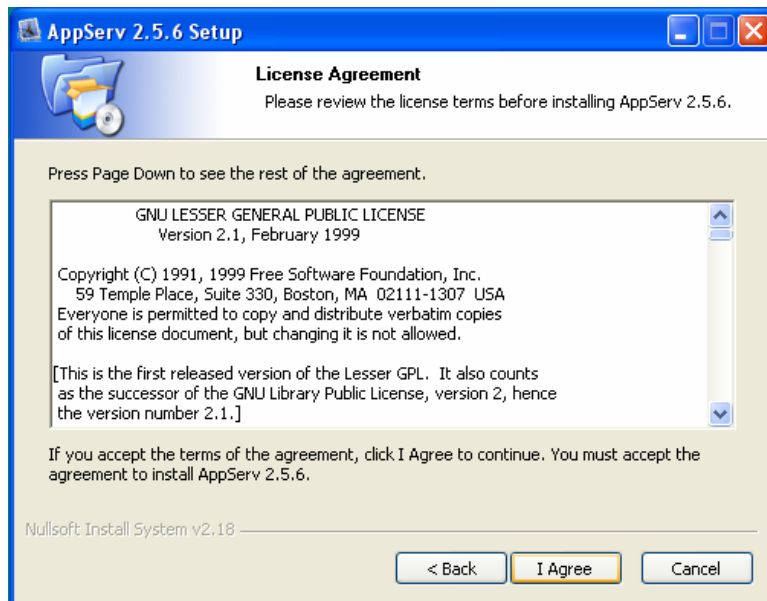 AppServ 2.5.6 Setup
License Agreement
Please review the license terms before installing AppServ 2.5.6.
Press Page Down to see the rest of the agreement.
GNU LESSER GENERAL PUBLIC LICENSE
Version 2.1, February 1999
Copyright (C) 1991, 1999 Free Software Foundation, Inc.
59 Temple Place, Suite 330, Boston, MA 02111-1307 USA
Everyone is permitted to copy and distribute verbatim copies
of this license document, but changing it is not allowed.
[This is the first released version of the Lesser GPL. It also counts
as the successor of the GNU Library Public License, version 2, hence
the version number 2.1.]
If you accept the terms of the agreement, click I Agree to continue. You must accept the
agreement to install AppServ 2.5.6.
Nullsoft Install System v2.18
< Back I Agree Cancel